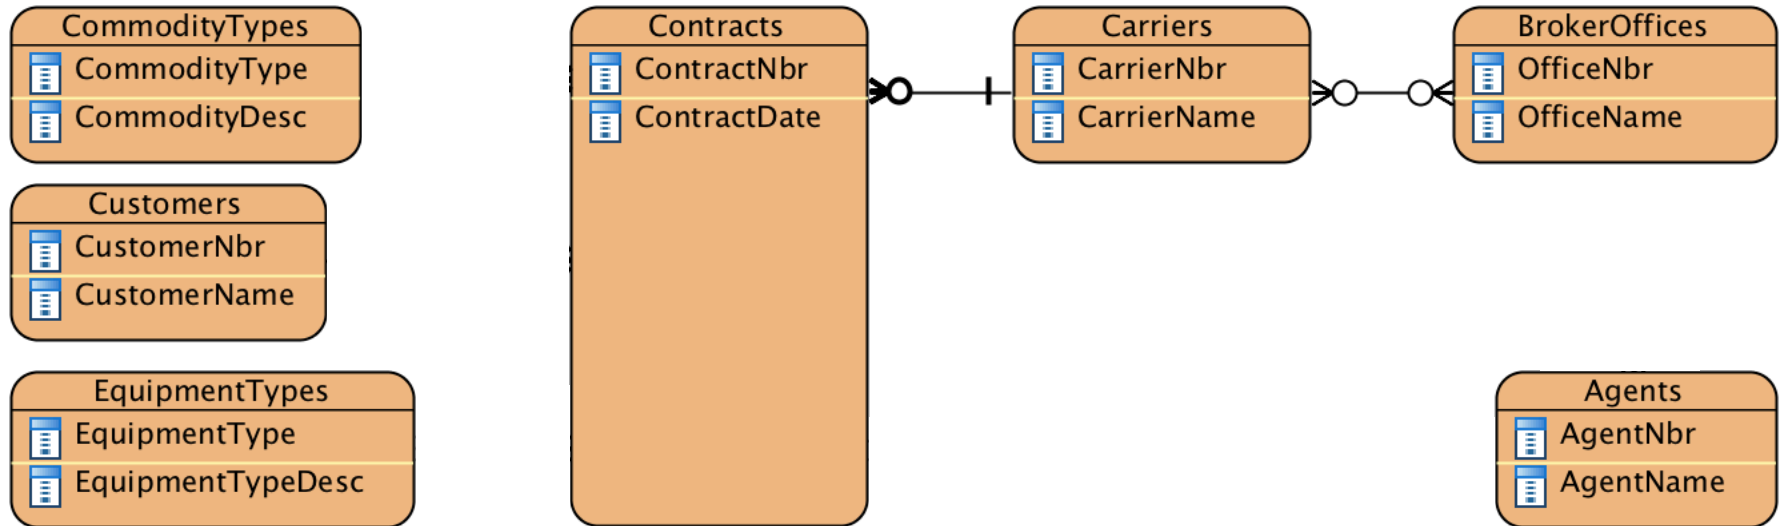 CommodityTypes
CommodityType
CommodityDesc
Customers
CustomerNbr
CustomerName
EquipmentTypes
EquipmentType
EquipmentTypeDesc
Contracts
ContractNbr
ContractDate
Carriers
CarrierNbr
CarrierName
BrokerOffices
OfficeNbr
OfficeName
Agents
AgentNbr
AgentName